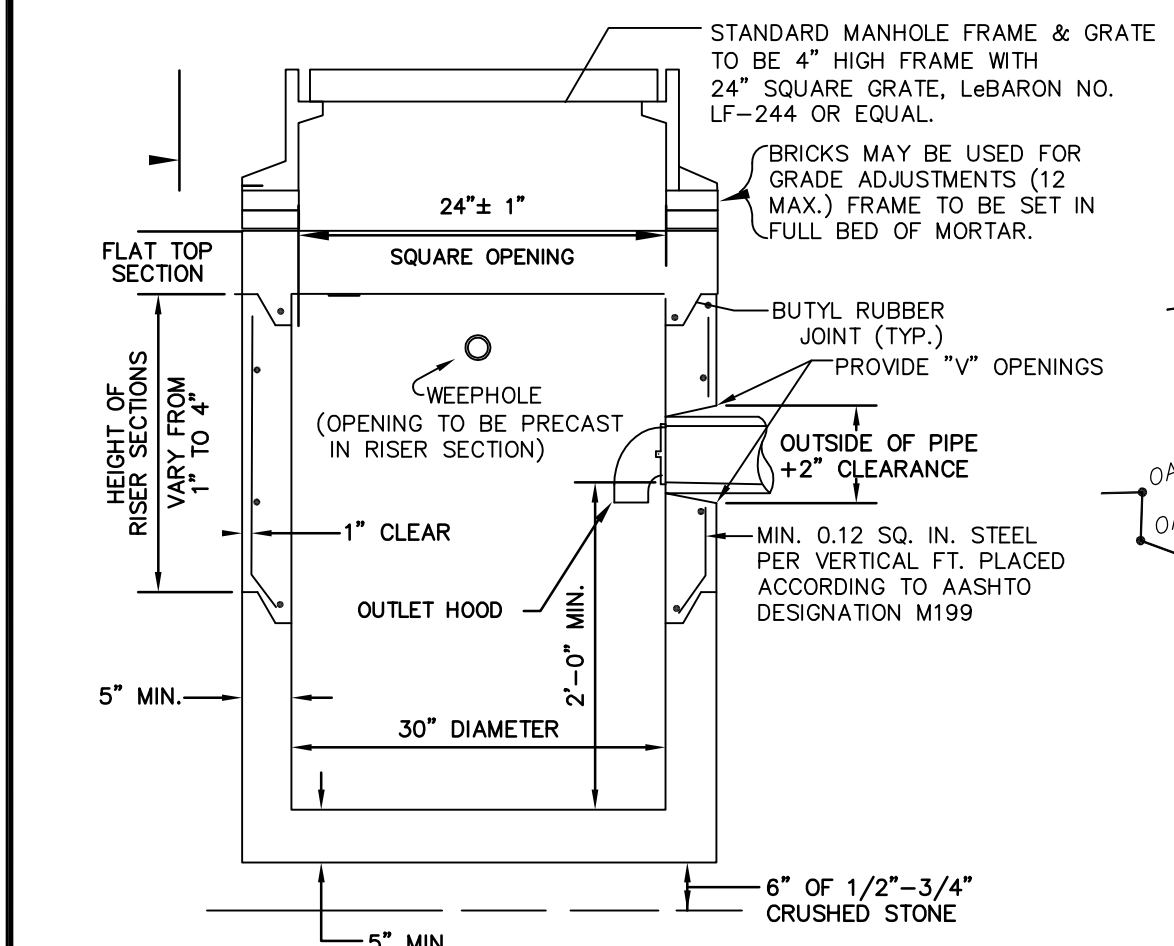 STANDARD MANHOLE FRAME & GRATE
TO BE 4" HIGH FRAME WITH
24" SQUARE GRATE, LeBARON NO.
LF-244 OR EQUAL.
BRICKS MAY BE USED FOR
GRADE ADJUSTMENTS (12
MAX.) FRAME TO BE SET IN
FULL BED OF MORTAR.
24"± 1"
SQUARE OPENING
FLAT TOP
SECTION
BUTYL RUBBER
JOINT (TYP.)
PROVIDE "V" OPENINGS
HEIGHT OF
RISER SECTIONS
VARY FROM
1" TO 4"
WEEPHOLE
(OPENING TO BE PRECAST
IN RISER SECTION)
OUTSIDE OF PIPE
+2" CLEARANCE
1" CLEAR
MIN. 0.12 SQ. IN. STEEL
PER VERTICAL FT. PLACED
ACCORDING TO AASHTO
DESIGNATION M199
OUTLET HOOD
2'-0" MIN.
5" MIN.
30" DIAMETER
6" OF 1/2"-3/4"
CRUSHED STONE
5" MIN